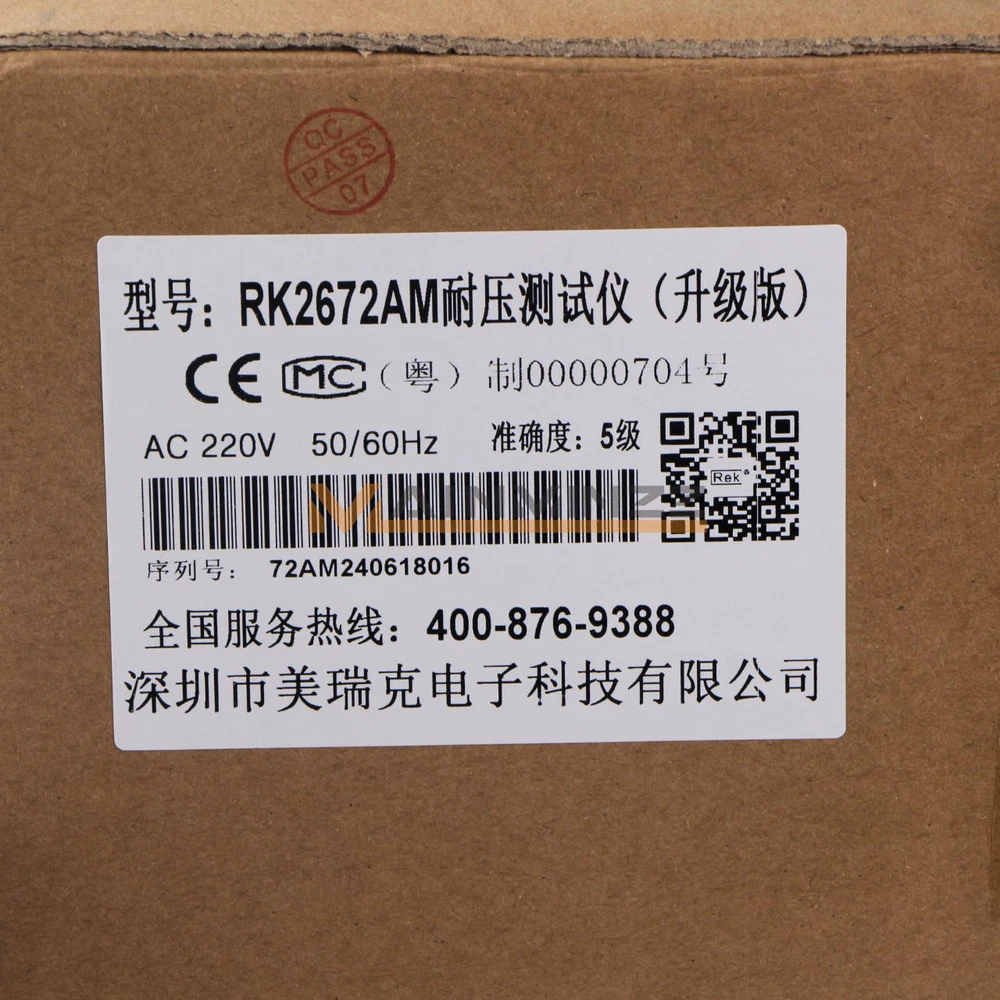 QC
PASS
07
型号：RK2672AM耐压测试仪（升级版）
CE MC（粤）制00000704号
AC 220V 50/60Hz 准确度：5级
Rek®
MAINMINZS
序列号： 72AM240618016
全国服务热线：400-876-9388
深圳市美瑞克电子科技有限公司